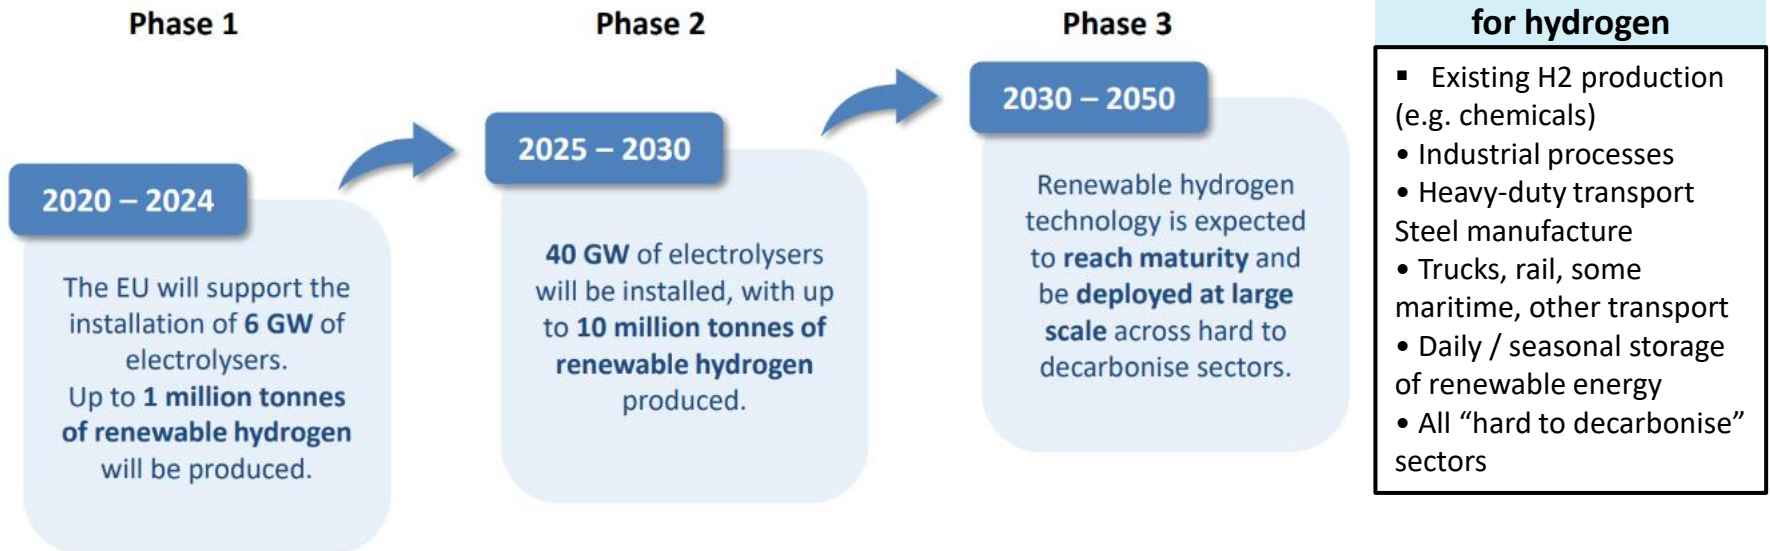 Phase 1
2020 – 2024
The EU will support the
installation of 6 GW of
electrolysers.
Up to 1 million tonnes
of renewable hydrogen
will be produced.
Phase 2
2025 – 2030
40 GW of electrolysers
will be installed, with up
to 10 million tonnes of
renewable hydrogen
produced.
Phase 3
2030 – 2050
Renewable hydrogen
technology is expected
to reach maturity and
be deployed at large
scale across hard to
decarbonise sectors.
for hydrogen
▪ Existing H2 production
(e.g. chemicals)
• Industrial processes
• Heavy-duty transport
Steel manufacture
• Trucks, rail, some
maritime, other transport
• Daily / seasonal storage
of renewable energy
• All “hard to decarbonise”
sectors